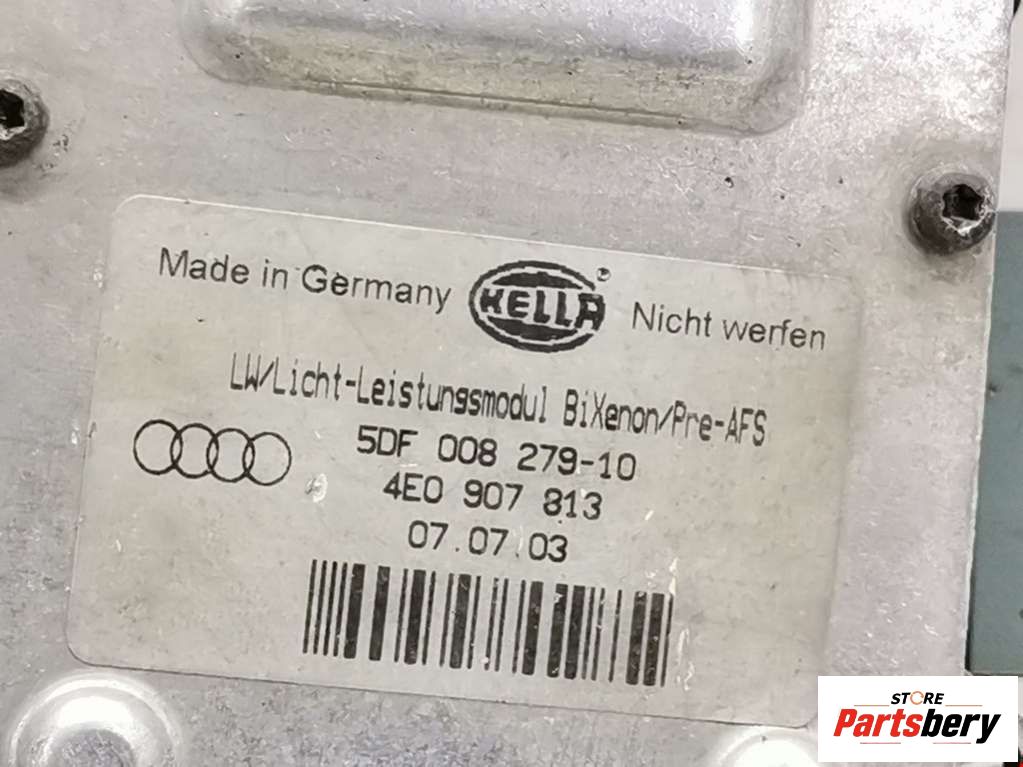 Made in Germany HELLA ® Nicht werfen
LW/Licht-Leistungsmodul BiXenon/Pre-AFS
5DF 008 279-10
4E0 907 813
07.07.03
STORE
Partsbery